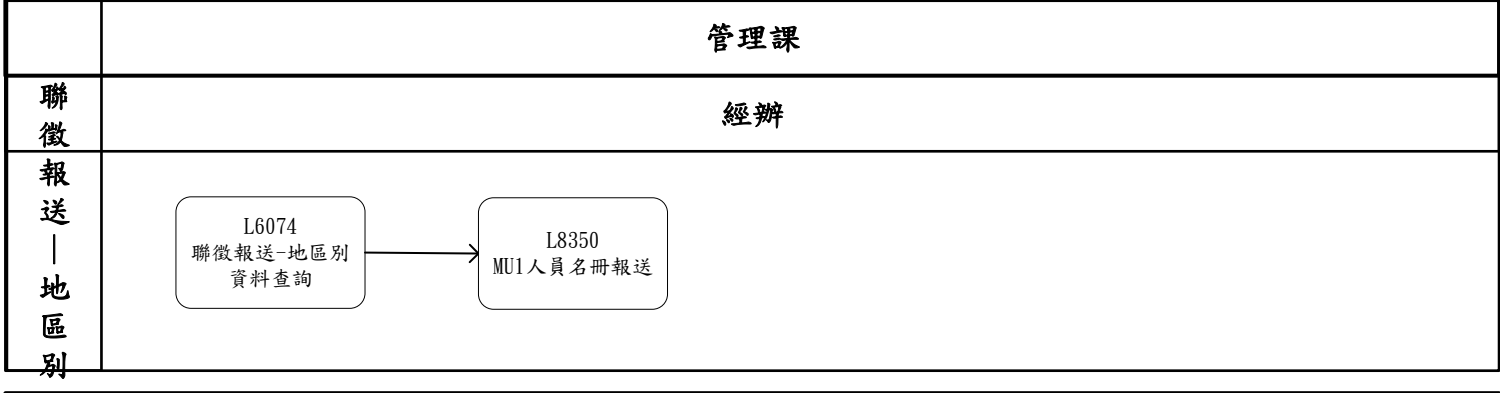 管理課
經辦
聯
徵
報
送
｜
地
區
別
L6074
聯徵報送-地區別
資料查詢
L8350
MU1人員名冊報送